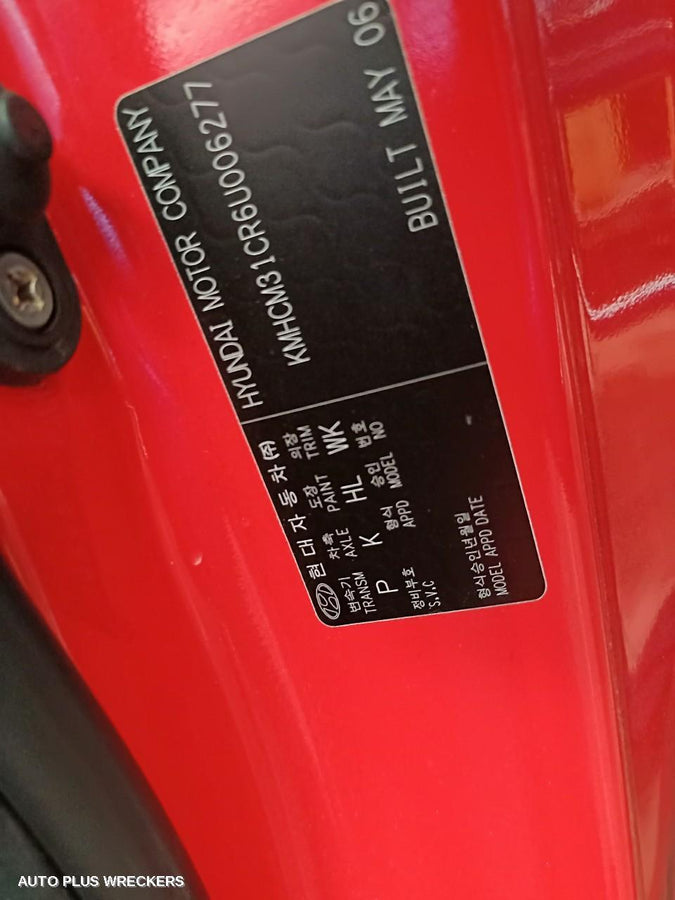 현대자동차(주)
변속기 차축 도장 의장
TRANSM AXLE PAINT TRIM
P K HL WK
정비부호 형식 승인 번호
S.V.C APPD MODEL NO
형식승인년월일
MODEL APPD DATE
HYUNDAI MOTOR COMPANY
KMHCM31CR6U006277
BUILT MAY 06
AUTO PLUS WRECKERS